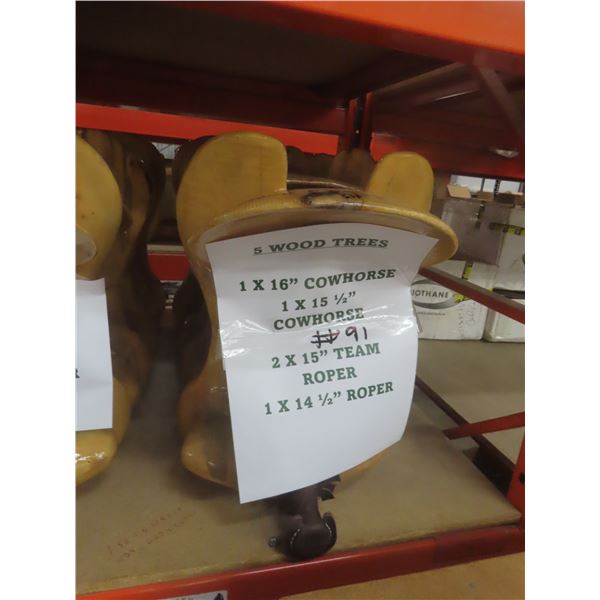 5 WOOD TREES
1 X 16" COWHORSE
1 X 15 ½"
COWHORSE
#91
2 X 15" TEAM
ROPER
1 X 14 ½" ROPER
R
IOTHANE